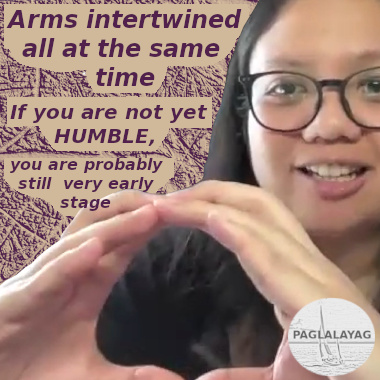 Arms intertwined
all at the same
time
If you are not yet
HUMBLE,
you are probably
still very early
stage
PAGLALAYAG